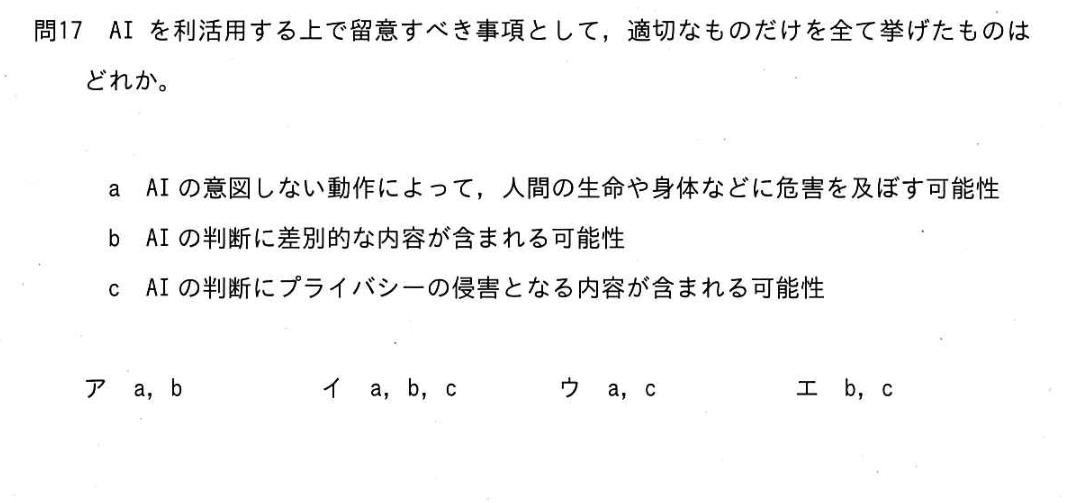 問17 AI を利活用する上で留意すべき事項として，適切なものだけを全て挙げたものは
どれか。
a AI の意図しない動作によって，人間の生命や身体などに危害を及ぼす可能性
b AI の判断に差別的な内容が含まれる可能性
c AI の判断にプライバシーの侵害となる内容が含まれる可能性
ア a，b イ a，b，c ウ a，c エ b，c